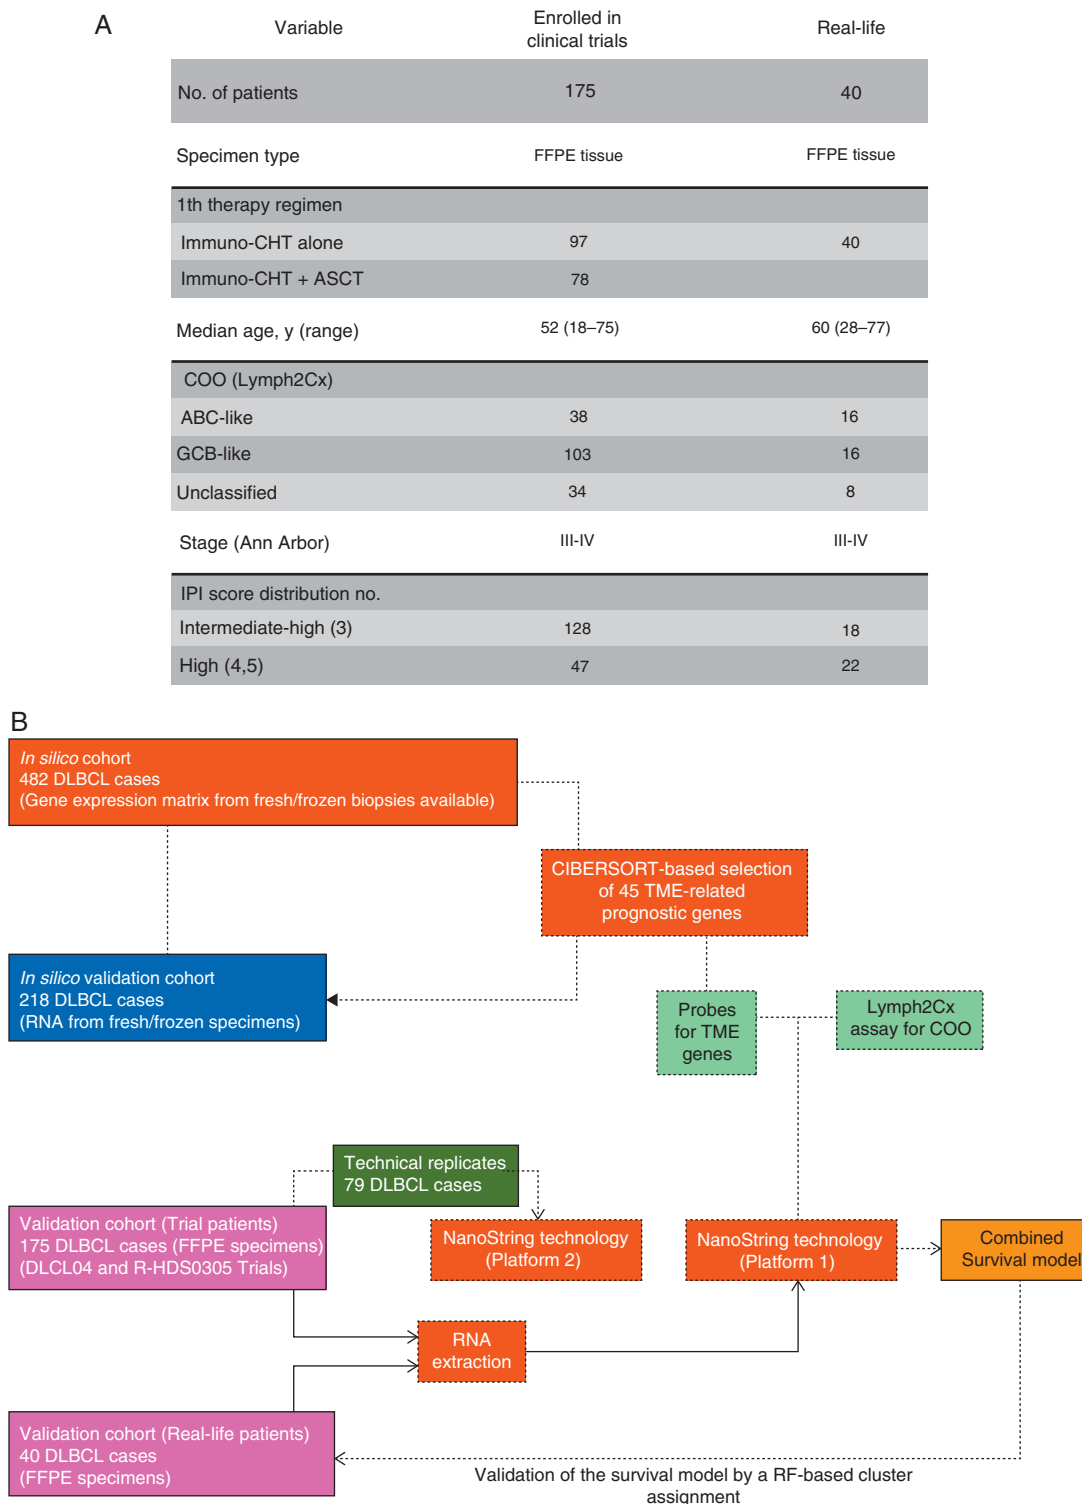 A
Variable Enrolled in clinical trials Real-life
No. of patients 175 40
Specimen type FFPE tissue FFPE tissue
1th therapy regimen
Immuno-CHT alone 97 40
Immuno-CHT + ASCT 78
Median age, y (range) 52 (18–75) 60 (28–77)
COO (Lymph2Cx)
ABC-like 38 16
GCB-like 103 16
Unclassified 34 8
Stage (Ann Arbor) III-IV III-IV
IPI score distribution no.
Intermediate-high (3) 128 18
High (4,5) 47 22
B
In silico cohort
482 DLBCL cases
(Gene expression matrix from fresh/frozen biopsies available)
CIBERSORT-based selection
of 45 TME-related
prognostic genes
In silico validation cohort
218 DLBCL cases
(RNA from fresh/frozen specimens)
Probes
for TME
genes
Lymph2Cx
assay for COO
Technical replicates
79 DLBCL cases
Validation cohort (Trial patients)
175 DLBCL cases (FFPE specimens)
(DLCL04 and R-HDS0305 Trials)
NanoString technology
(Platform 2)
NanoString technology
(Platform 1)
Combined
Survival model
RNA
extraction
Validation cohort (Real-life patients)
40 DLBCL cases
(FFPE specimens)
Validation of the survival model by a RF-based cluster
assignment